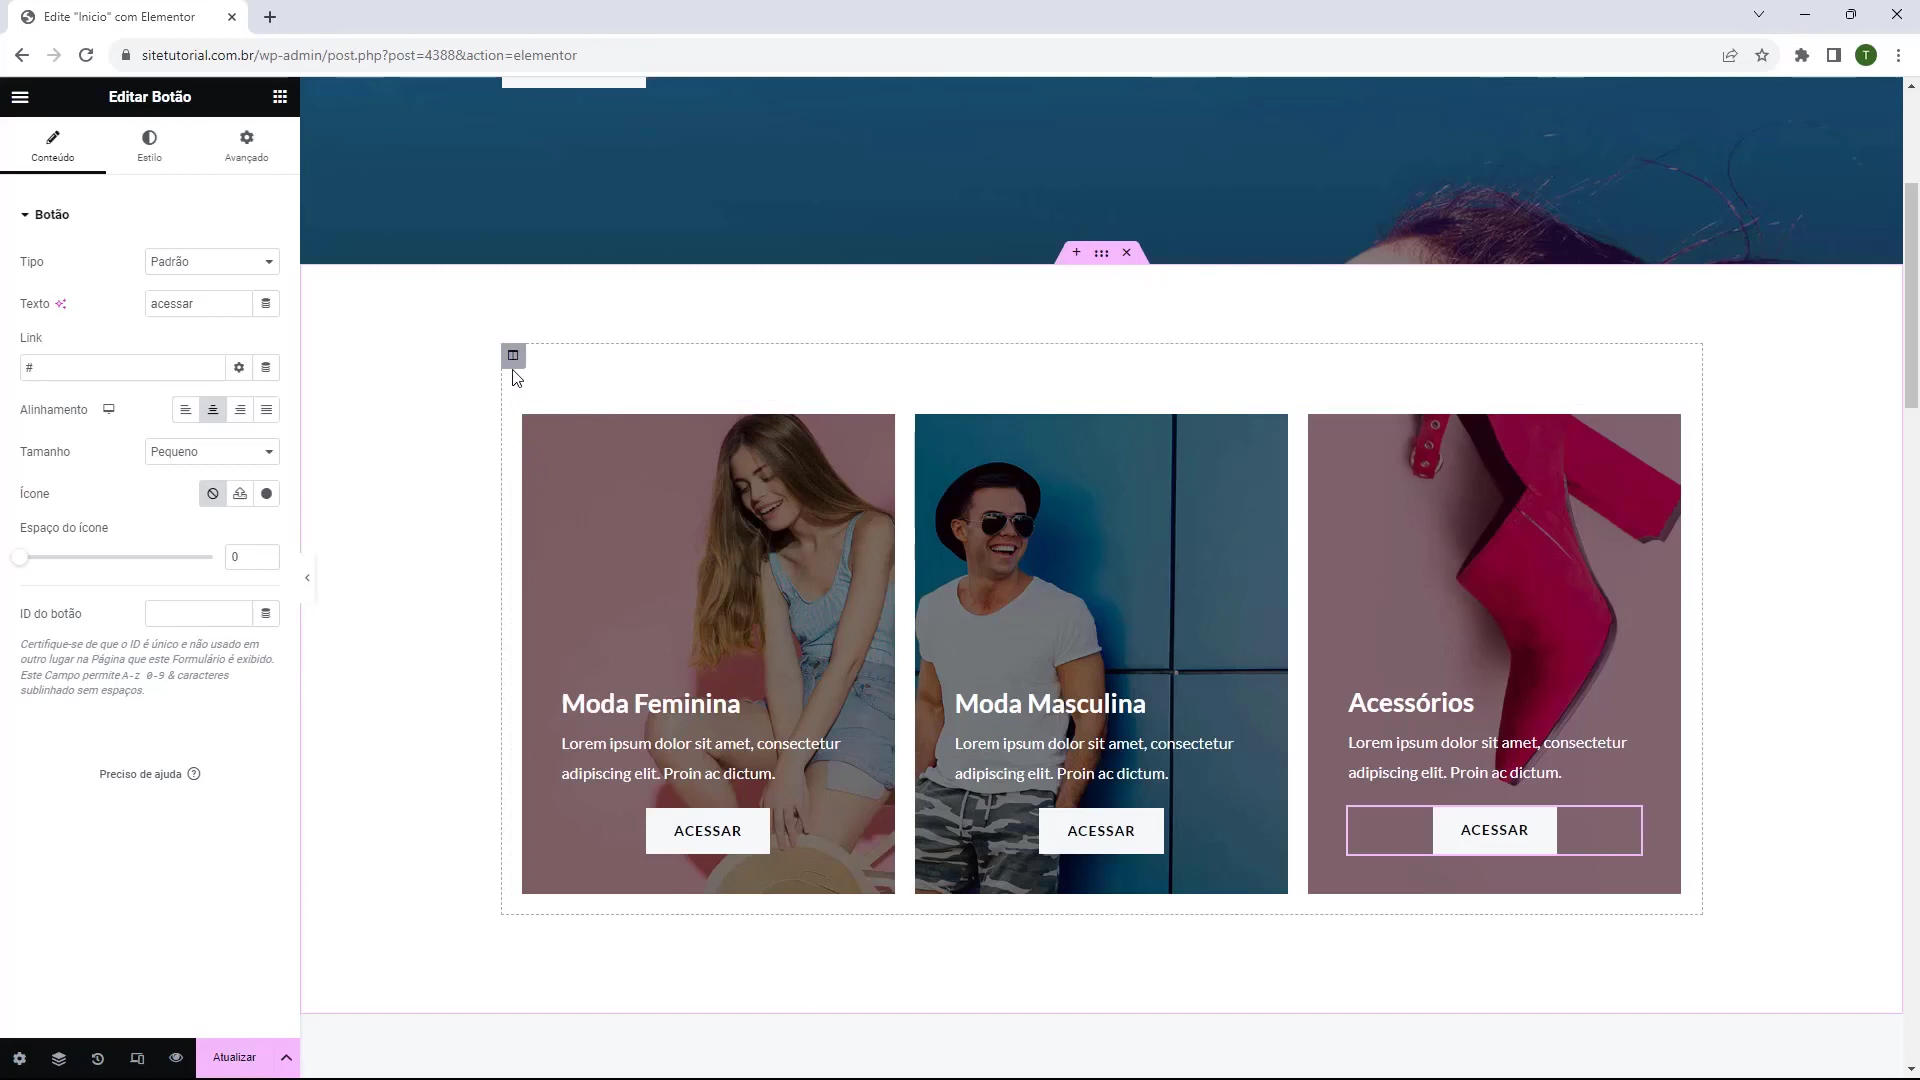 Edite "Inicio" com Elementor
sitetutorial.com.br/wp-admin/post.php?post=4388&action=elementor
T
Editar Botão
Conteúdo
Estilo
Avançado
Botão
Tipo
Padrão
Texto
acessar
Link
#
Alinhamento
Tamanho
Pequeno
Ícone
Espaço do ícone
0
ID do botão
Certifique-se de que o ID é único e não usado em
outro lugar na Página que este Formulário é exibido.
Este Campo permite A-z 0-9 & caracteres
sublinhado sem espaços.
Preciso de ajuda
Atualizar
Moda Feminina
Lorem ipsum dolor sit amet, consectetur
adipiscing elit. Proin ac dictum.
ACESSAR
Moda Masculina
Lorem ipsum dolor sit amet, consectetur
adipiscing elit. Proin ac dictum.
ACESSAR
Acessórios
Lorem ipsum dolor sit amet, consectetur
adipiscing elit. Proin ac dictum.
ACESSAR